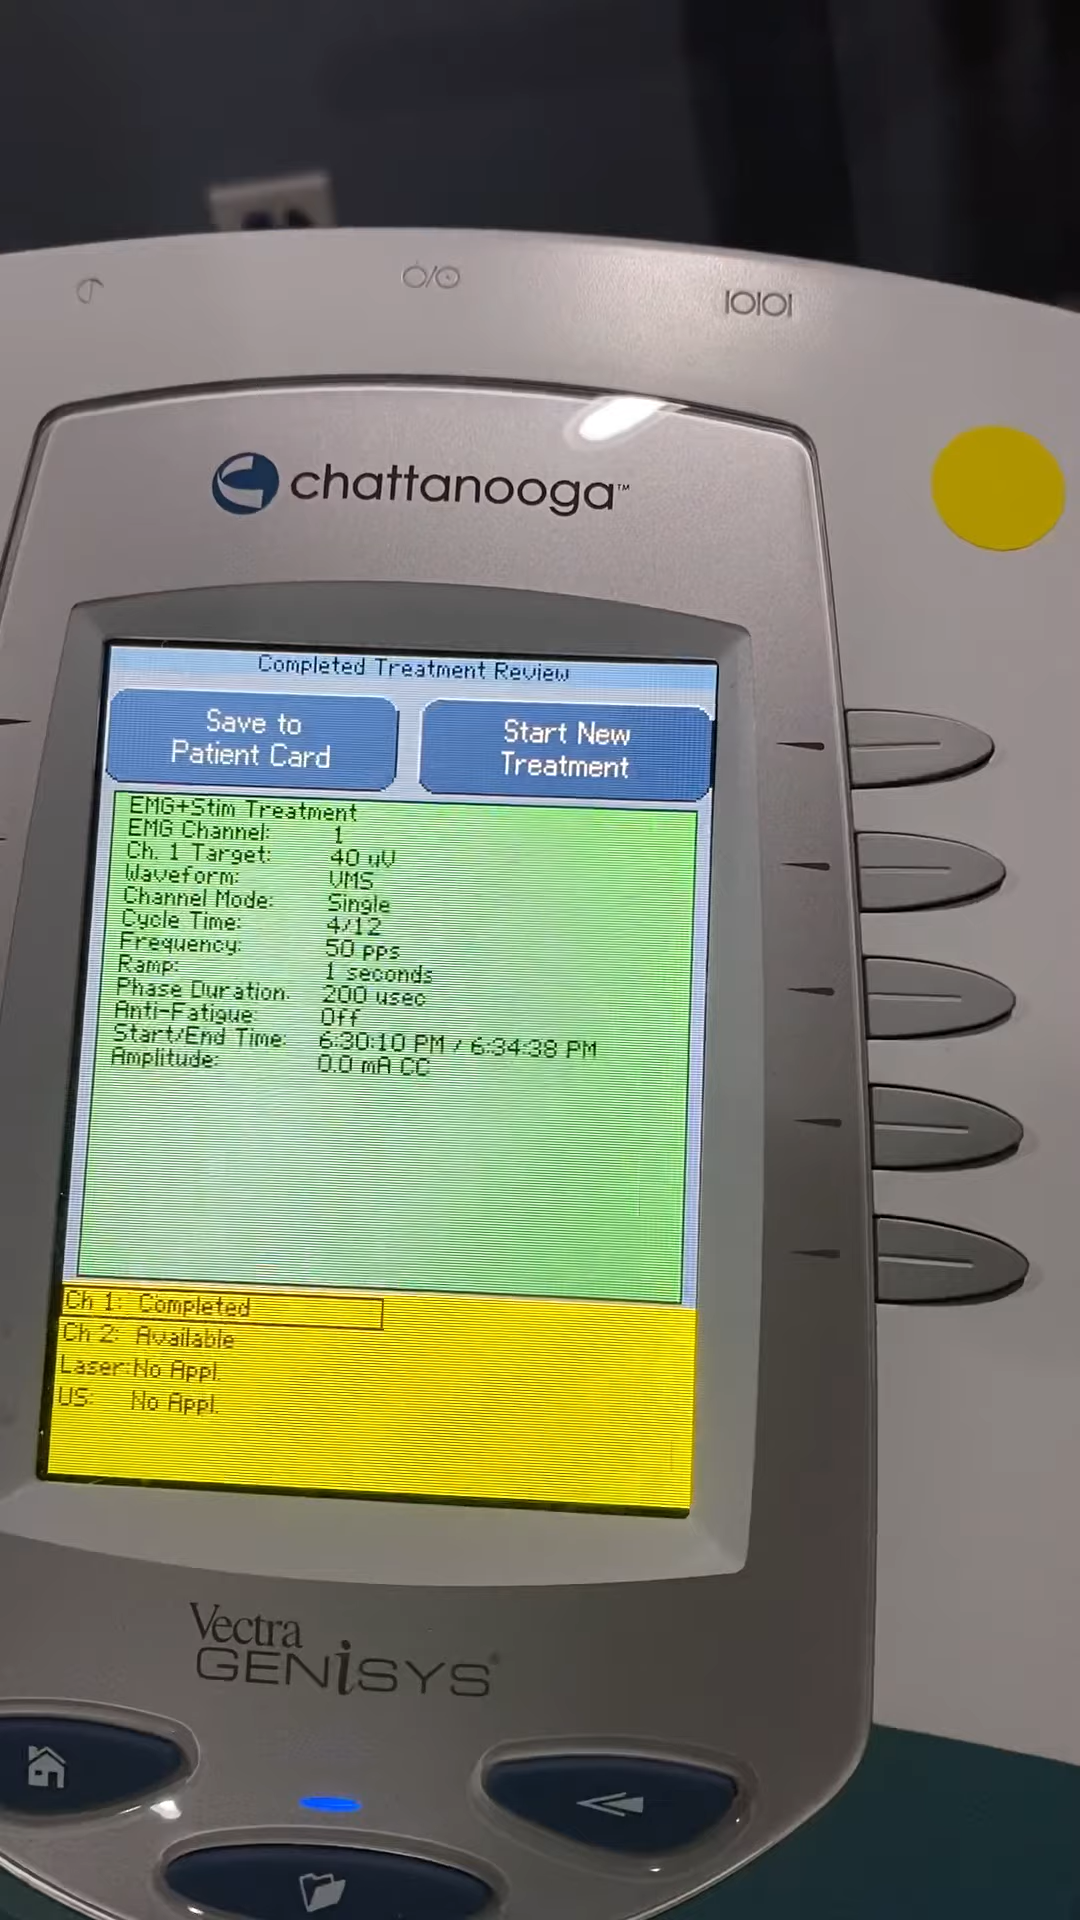 IOIOI
chattanooga™
Completed Treatment Review
Save to
Patient Card
Start New
Treatment
EMG+Stim Treatment
EMG Channel: 1
Ch. 1 Target: 40 uV
Waveform: VMS
Channel Mode: Single
Cycle Time: 4/12
Frequency: 50 pps
Ramp: 1 seconds
Phase Duration: 200 usec
Anti-Fatigue: Off
Start/End Time: 6:30:10 PM / 6:34:38 PM
Amplitude: 0.0 mA CC
Ch 1: Completed
Ch 2: Available
Laser: No Appl.
US: No Appl.
Vectra
GENiSYS®